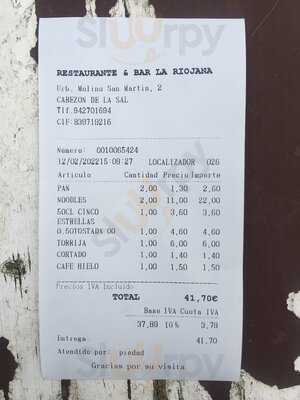 Sluurpy
RESTAURANTE & BAR LA RIOJANA
Urb. Molino San Martin, 2
CABEZON DE LA SAL
Tlf.942701694
CIF:B39719216
Número: 0010065424
12/02/2022 15:09:27 LOCALIZADOR 026
Artículo Cantidad Precio Importe
PAN 2,00 1,30 2,60
NOODLES 2,00 11,00 22,00
50CL CINCO 1,00 3,60 3,60
ESTRELLAS
0,50TOSTADA 00 1,00 4,60 4,60
TORRIJA 1,00 6,00 6,00
CORTADO 1,00 1,40 1,40
CAFE HIELO 1,00 1,50 1,50
Precios IVA Incluido
TOTAL 41,70€
Base IVA Cuota IVA
37,89 10% 3,79
Entrega: 41,70
Atendido por: piedad
Gracias por su visita